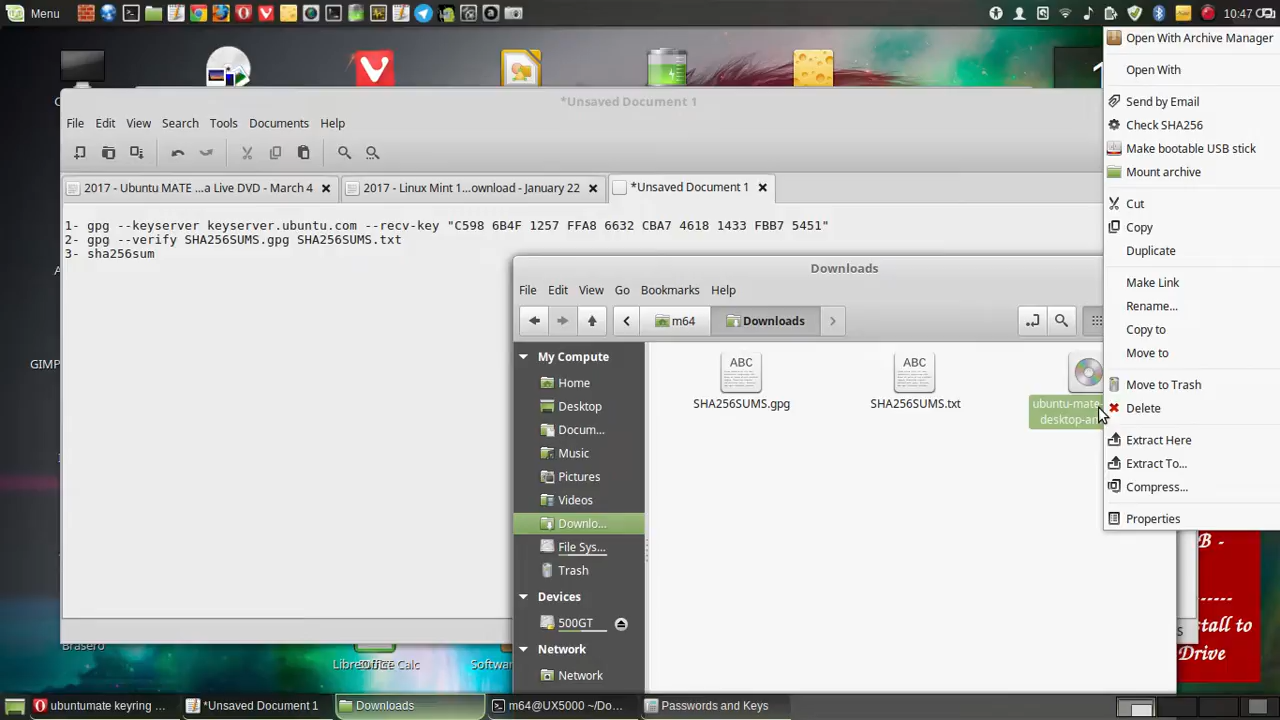 Menu
10:47
*Unsaved Document 1
File Edit View Search Tools Documents Help
2017 - Ubuntu MATE ...a Live DVD - March 4
2017 - Linux Mint 1...ownload - January 22
*Unsaved Document 1
1- gpg --keyserver keyserver.ubuntu.com --recv-key "C598 6B4F 1257 FFA8 6632 CBA7 4618 1433 FBB7 5451"
2- gpg --verify SHA256SUMS.gpg SHA256SUMS.txt
3- sha256sum
Downloads
File Edit View Go Bookmarks Help
m64
Downloads
My Compute
Home
Desktop
Docum...
Music
Pictures
Videos
Downlo...
File Sys...
Trash
Devices
500GT
Network
Network
ABC
SHA256SUMS.gpg
ABC
SHA256SUMS.txt
ubuntu-mate-
desktop-am
Open With Archive Manager
Open With
Send by Email
Check SHA256
Make bootable USB stick
Mount archive
Cut
Copy
Duplicate
Make Link
Rename...
Copy to
Move to
Move to Trash
Delete
Extract Here
Extract To...
Compress...
Properties
GIMP
B -
------
stall to
Drive
Brasero
LibreOffice Calc
Softwar
ubuntumate keyring ...
*Unsaved Document 1
Downloads
m64@UX5000 ~/Do...
Passwords and Keys